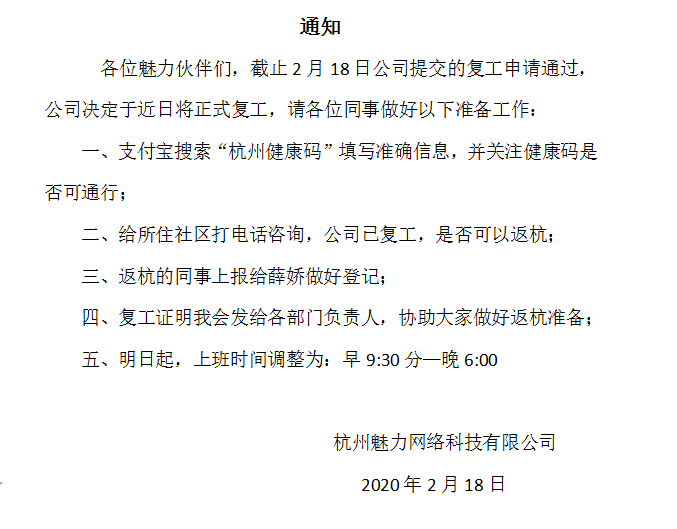 通知
各位魅力伙伴们，截止 2 月 18 日公司提交的复工申请通过，
公司决定于近日将正式复工，请各位同事做好以下准备工作：
一、支付宝搜索“杭州健康码”填写准确信息，并关注健康码是
否可通行；
二、给所住社区打电话咨询，公司已复工，是否可以返杭；
三、返杭的同事上报给薛娇做好登记；
四、复工证明我会发给各部门负责人，协助大家做好返杭准备；
五、明日起，上班时间调整为：早 9:30 分—晚 6:00
杭州魅力网络科技有限公司
2020 年 2 月 18 日